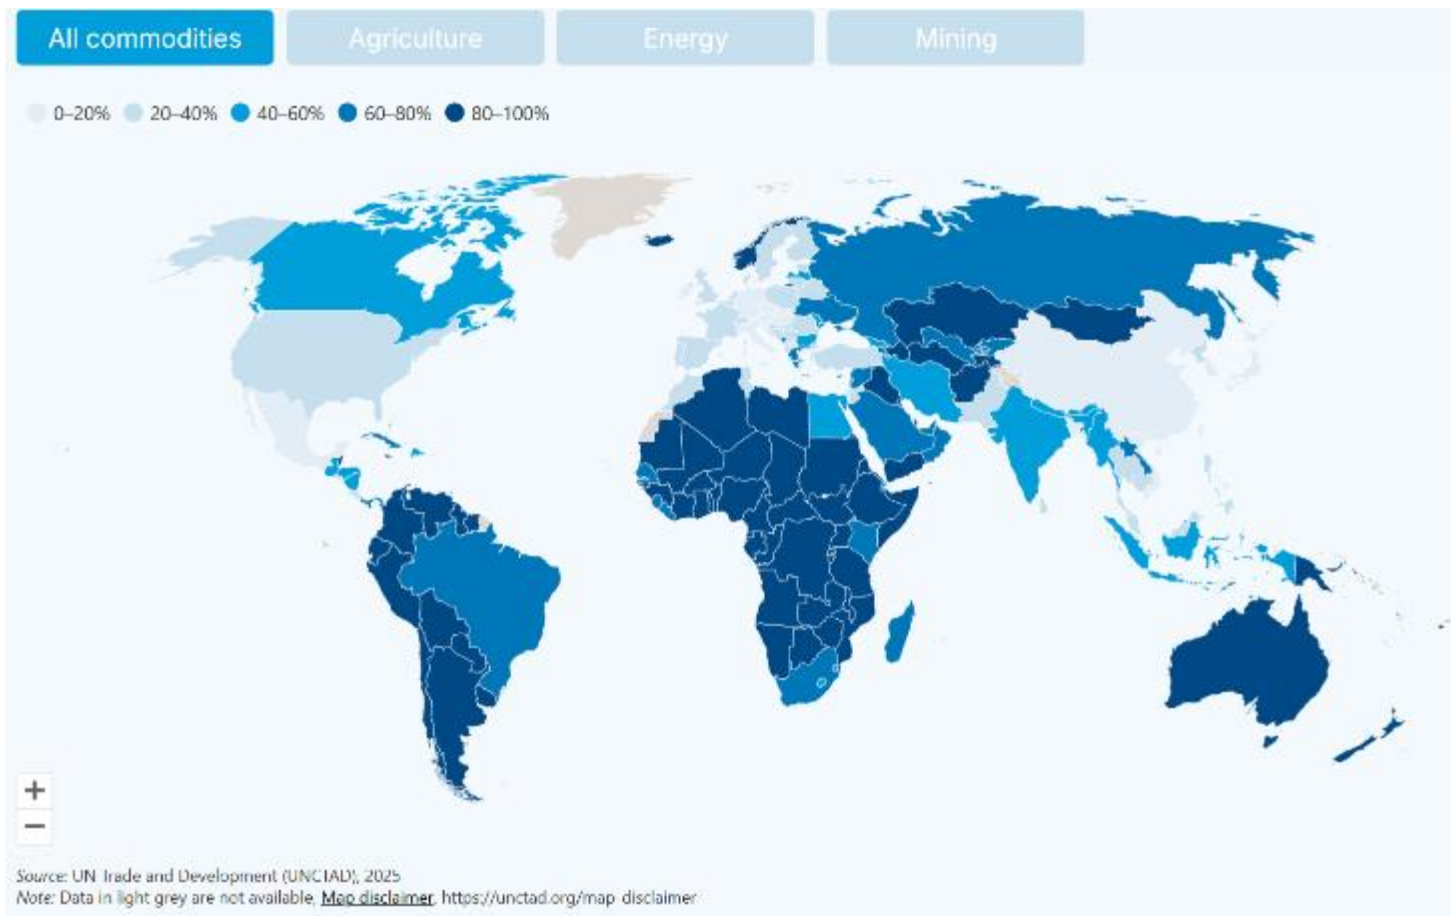 All commodities Agriculture Energy Mining
0–20% 20–40% 40–60% 60–80% 80–100%
+
−
Source: UN Trade and Development (UNCTAD), 2025
Note: Data in light grey are not available, Map disclaimer, https://unctad.org/map-disclaimer